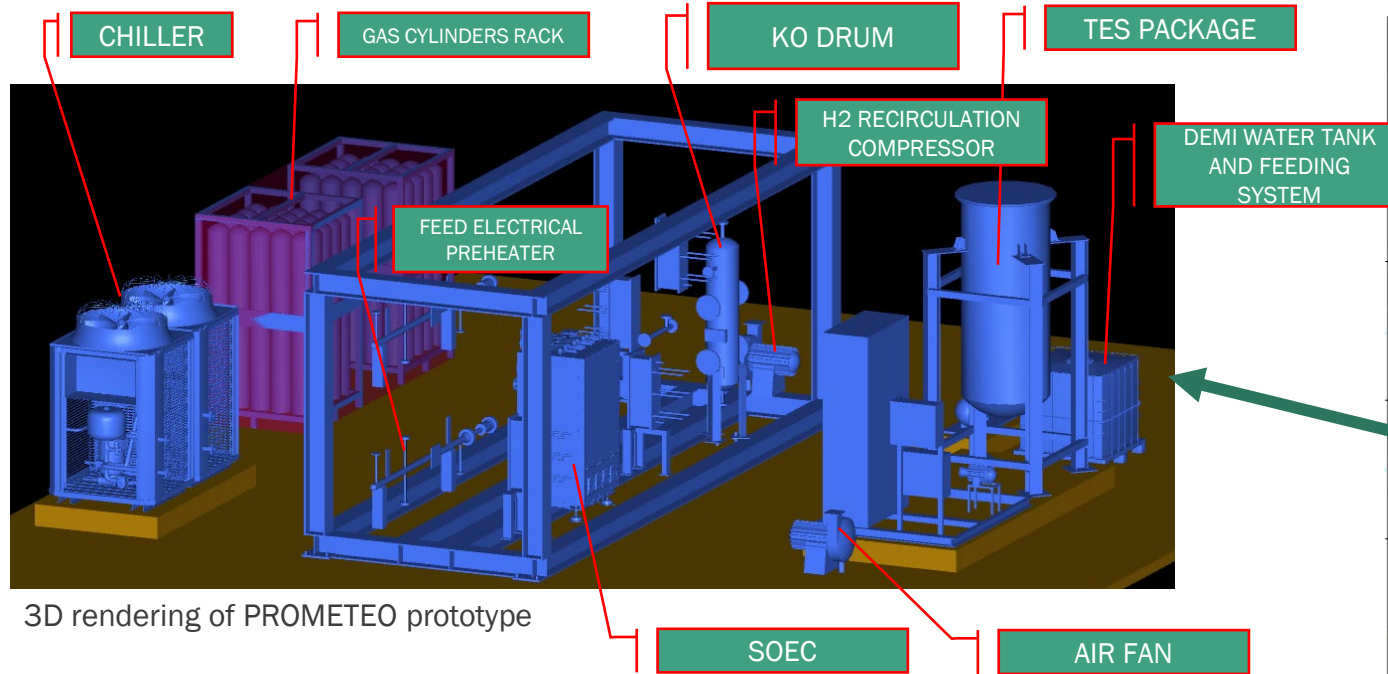 CHILLER
GAS CYLINDERS RACK
KO DRUM
TES PACKAGE
H2 RECIRCULATION
COMPRESSOR
DEMI WATER TANK
AND FEEDING
SYSTEM
FEED ELECTRICAL
PREHEATER
3D rendering of PROMETEO prototype
SOEC
AIR FAN